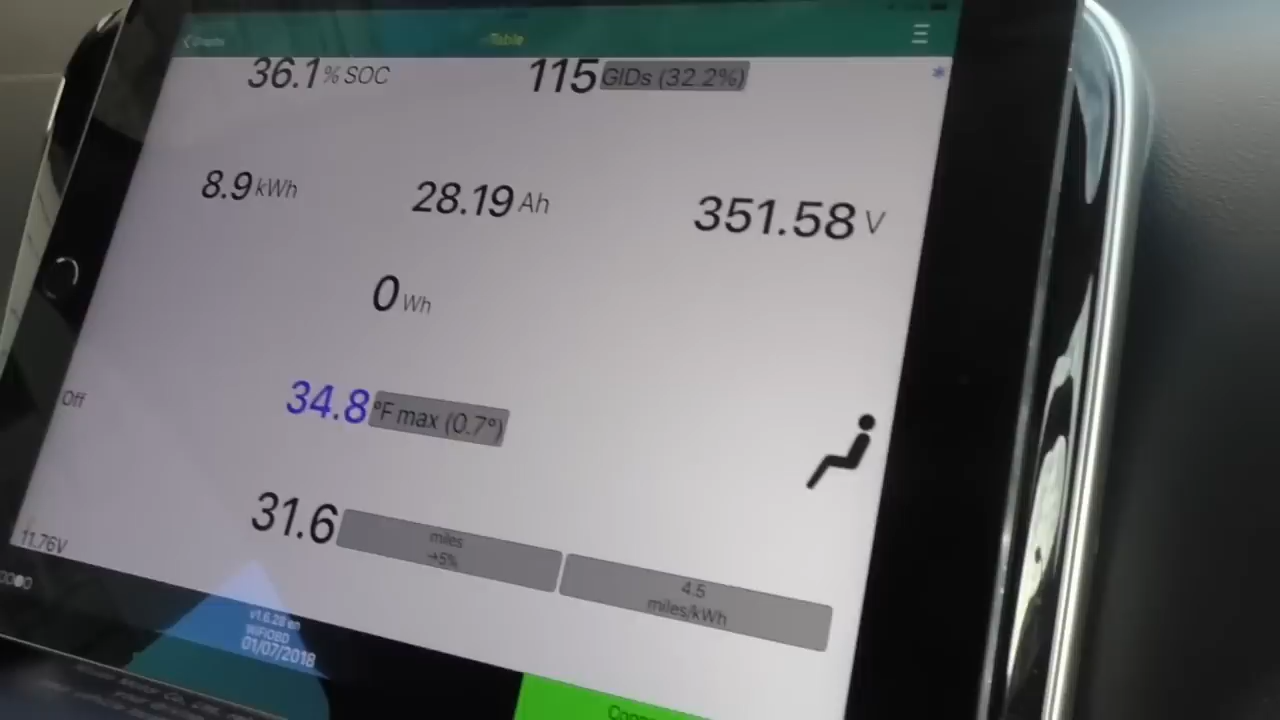 Table
36.1 % SOC 115 GIDs (32.2%) *
8.9 kWh 28.19 Ah 351.58 V
0 Wh
Off 34.8 °F max (0.7°)
31.6 miles →5% 4.5 miles/kWh
11.76V
v1.6.28 en
WiFiOBD
01/07/2018